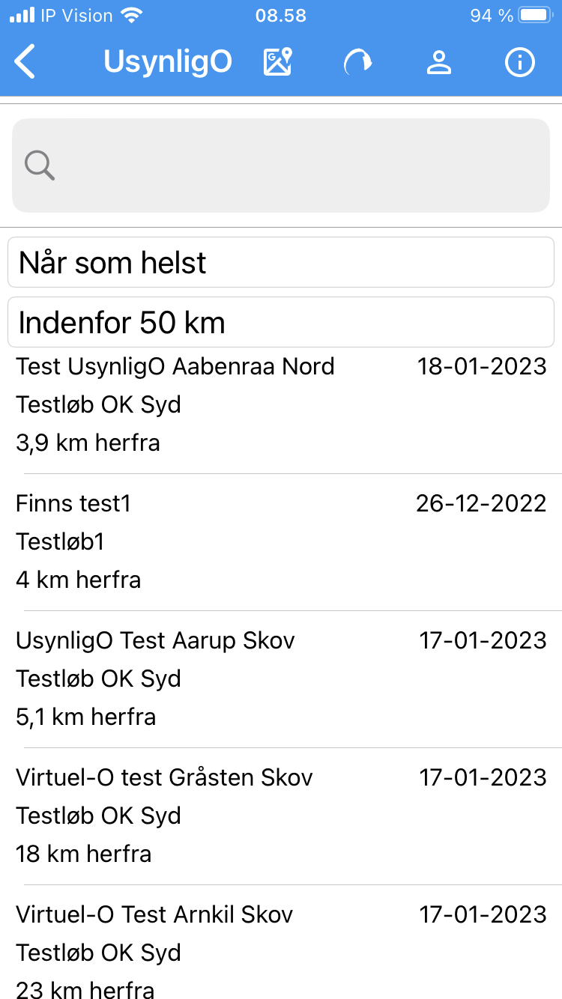 IP Vision 08.58 94 %
UsynligO
Når som helst
Indenfor 50 km
Test UsynligO Aabenraa Nord 18-01-2023
Testløb OK Syd
3,9 km herfra
Finns test1 26-12-2022
Testløb1
4 km herfra
UsynligO Test Aarup Skov 17-01-2023
Testløb OK Syd
5,1 km herfra
Virtuel-O test Gråsten Skov 17-01-2023
Testløb OK Syd
18 km herfra
Virtuel-O Test Arnkil Skov 17-01-2023
Testløb OK Syd
23 km herfra